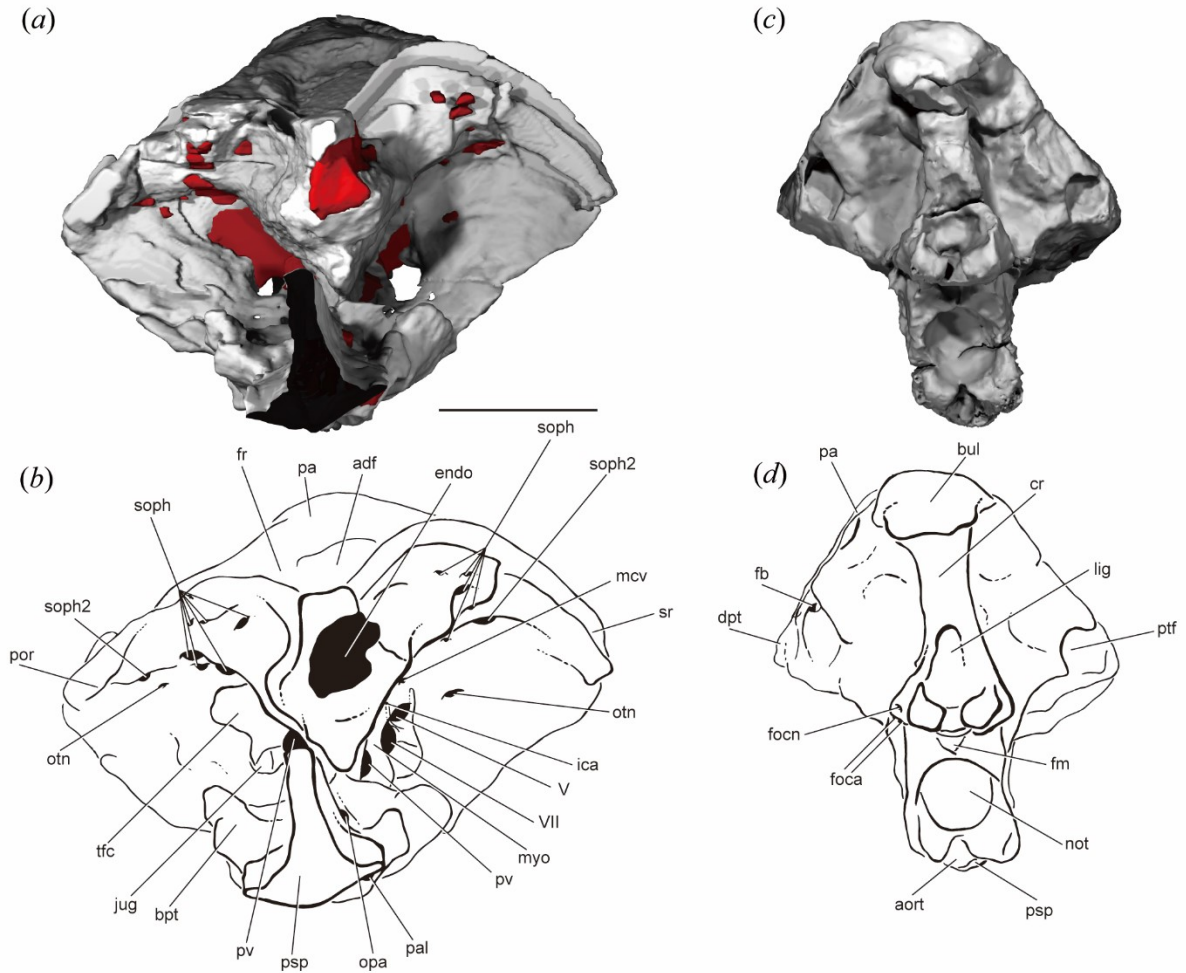 (a)
(c)
(b)
fr
pa
adf
endo
soph
soph2
soph
soph2
por
otn
mcv
sr
otn
ica
V
VII
myo
pv
tfc
jug
bpt
pv
psp
opa
pal
(d)
pa
bul
cr
fb
lig
dpt
ptf
focn
foca
fm
not
aort
psp